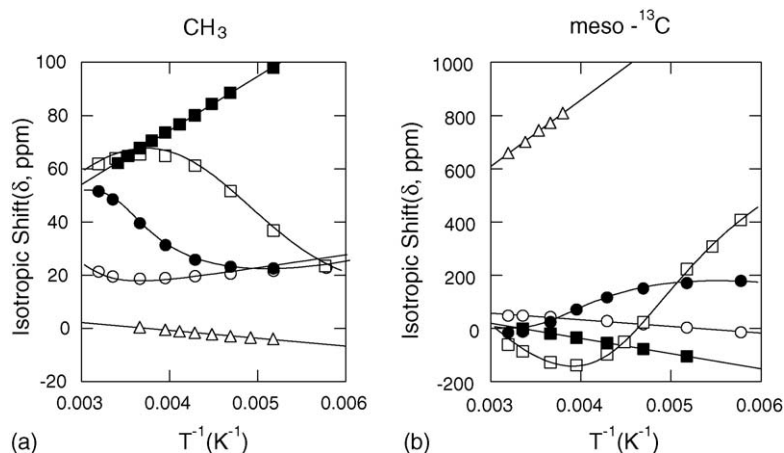 CH₃
100
80
60
40
20
0
-20
Isotropic Shift(δ, ppm)
0.003 0.004 0.005 0.006
(a) T⁻¹(K⁻¹)
meso -¹³C
1000
800
600
400
200
0
-200
Isotropic Shift(δ, ppm)
0.003 0.004 0.005 0.006
(b) T⁻¹(K⁻¹)